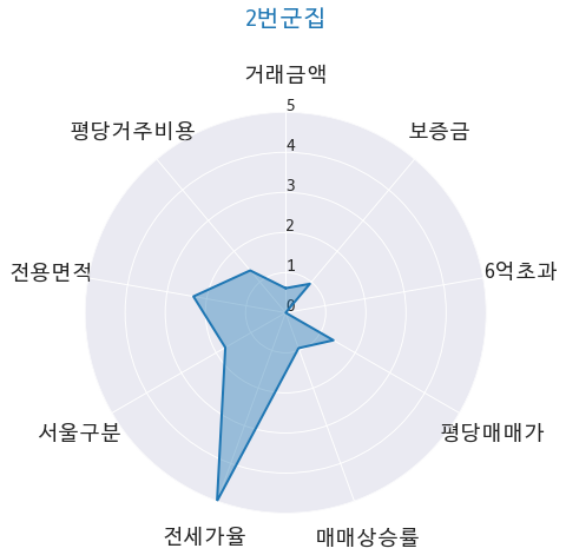 2번군집
거래금액
보증금
6억초과
평당매매가
매매상승률
전세가율
서울구분
전용면적
평당거주비용
5
4
3
2
1
0